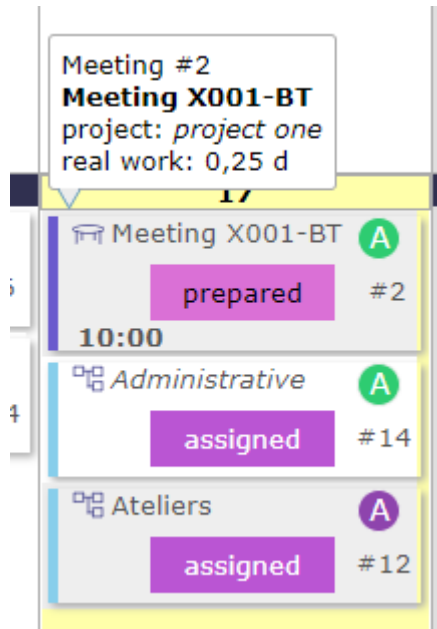 Meeting #2
Meeting X001-BT
project: project one
real work: 0,25 d
17
Meeting X001-BT A
prepared #2
10:00
Administrative A
assigned #14
4
Ateliers A
assigned #12